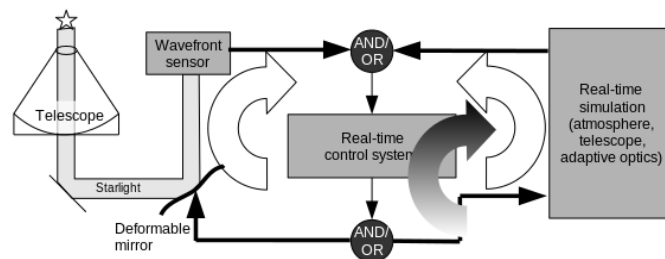 Wavefront
sensor
AND/
OR
Telescope
Real-time
simulation
(atmosphere,
telescope,
adaptive optics)
Real-time
control system
Starlight
Deformable
mirror
AND/
OR